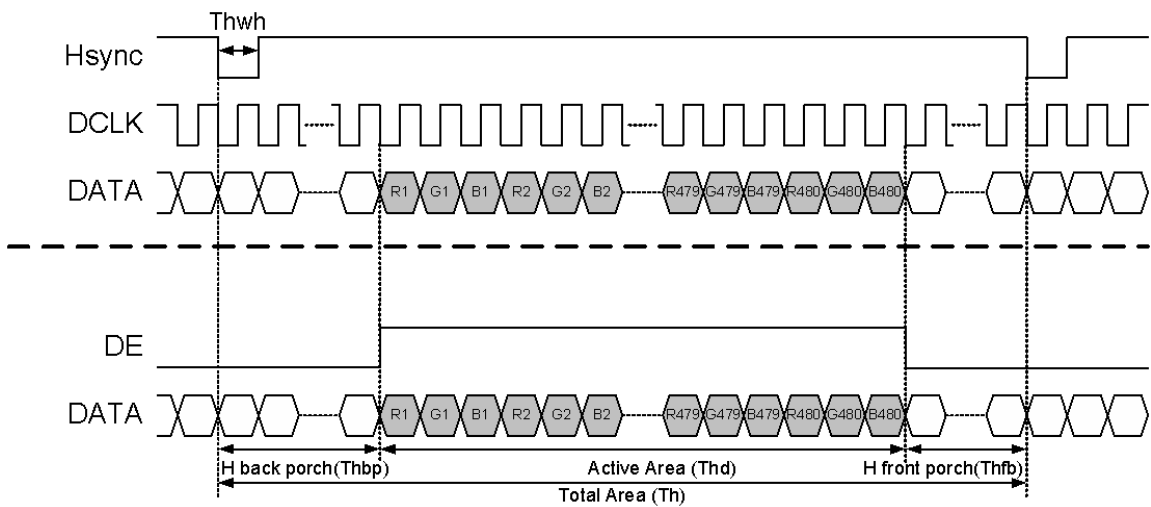 Thwh
Hsync
DCLK
DATA
R1 G1 B1 R2 G2 B2 R479 G479 B479 R480 G480 B480
DE
DATA
R1 G1 B1 R2 G2 B2 R479 G479 B479 R480 G480 B480
H back porch(Thbp) Active Area (Thd) H front porch(Thfb)
Total Area (Th)